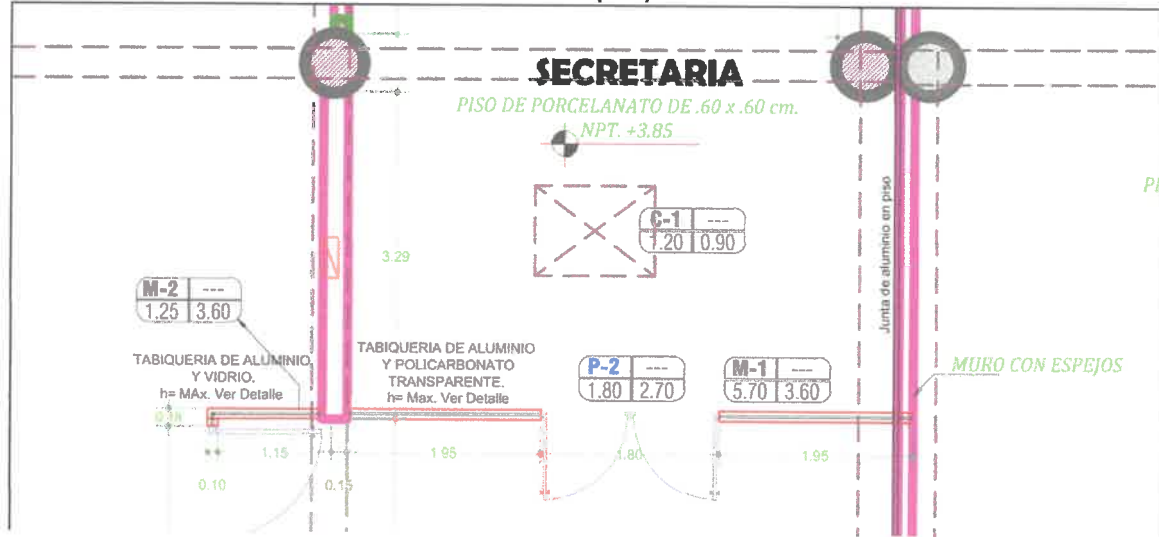 SECRETARIA
PISO DE PORCELANATO DE .60 x .60 cm.
NPT. +3.85
C-1 ---
1.20 0.90
Junta de aluminio en piso
3.29
M-2 ---
1.25 3.60
TABIQUERIA DE ALUMINIO
Y VIDRIO.
h= MAx. Ver Detalle
TABIQUERIA DE ALUMINIO
Y POLICARBONATO
TRANSPARENTE.
h= Max. Ver Detalle
P-2 ---
1.80 2.70
M-1 ---
5.70 3.60
MURO CON ESPEJOS
1.15
1.95
1.80
1.95
0.10
0.15